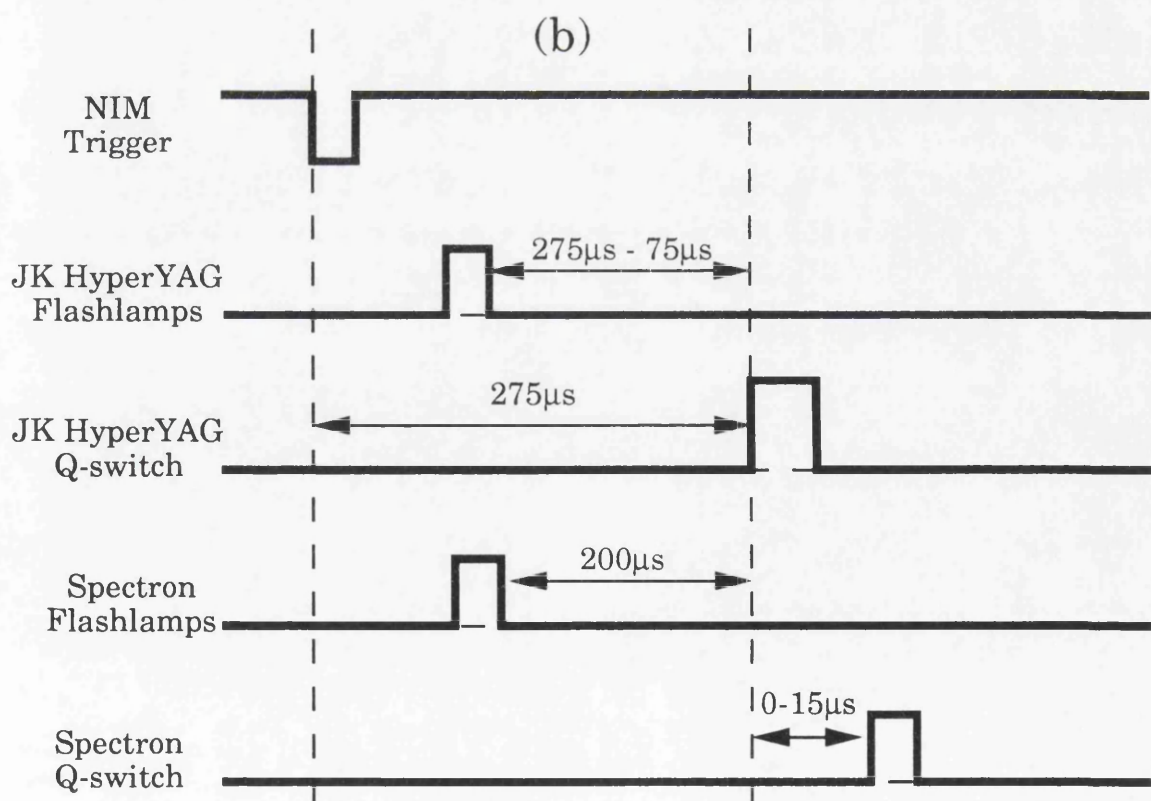 (b)
NIM
Trigger
275µs - 75µs
JK HyperYAG
Flashlamps
275µs
JK HyperYAG
Q-switch
200µs
Spectron
Flashlamps
0-15µs
Spectron
Q-switch